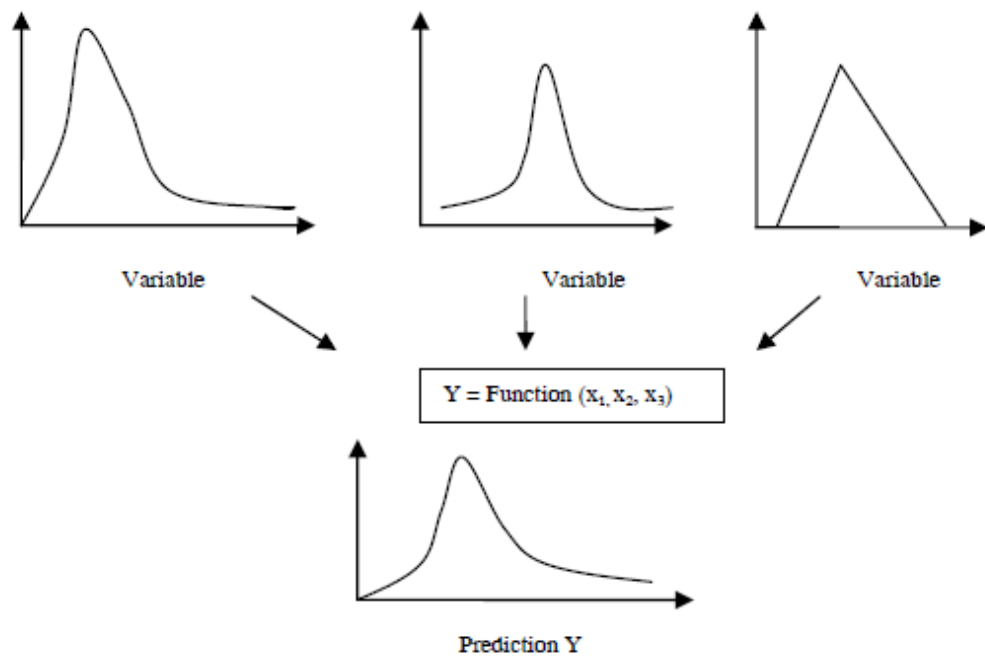 Variable
Variable
Variable
Y = Function (x₁, x₂, x₃)
Prediction Y